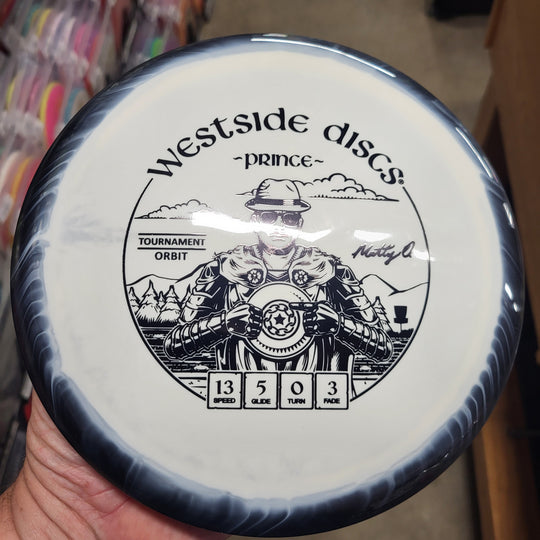 Westside Discs
~PRINCE~
TOURNAMENT
ORBIT
Matty O.
13 5 0 3
SPEED GLIDE TURN FADE